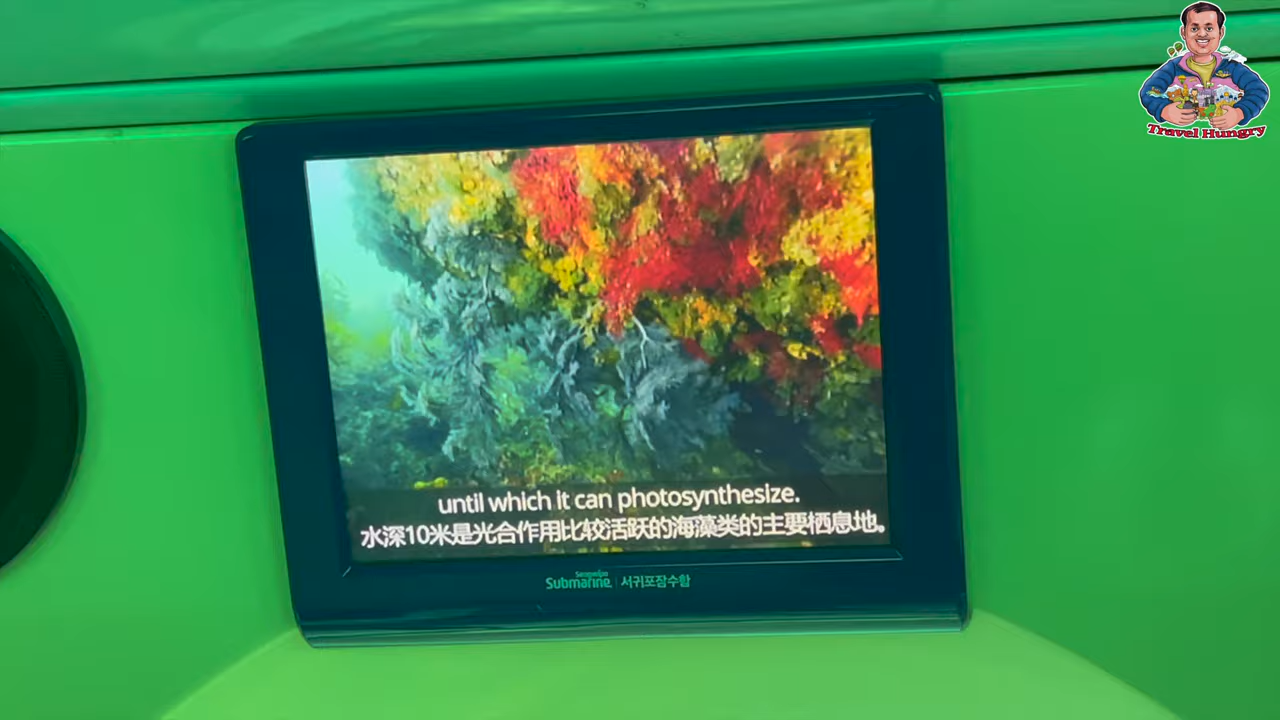 Travel Hungry
until which it can photosynthesize.
水深10米是光合作用比较活跃的海藻类的主要栖息地。
Seogwipo
Submarine 서귀포잠수함